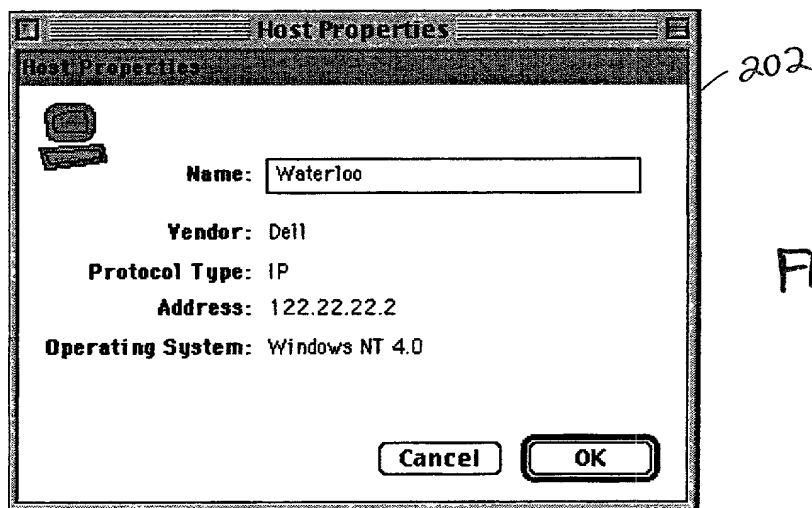 Host Properties
Host Properties
202
Name: Waterloo
Vendor: Dell
Protocol Type: IP
Address: 122.22.22.2
Operating System: Windows NT 4.0
Cancel OK